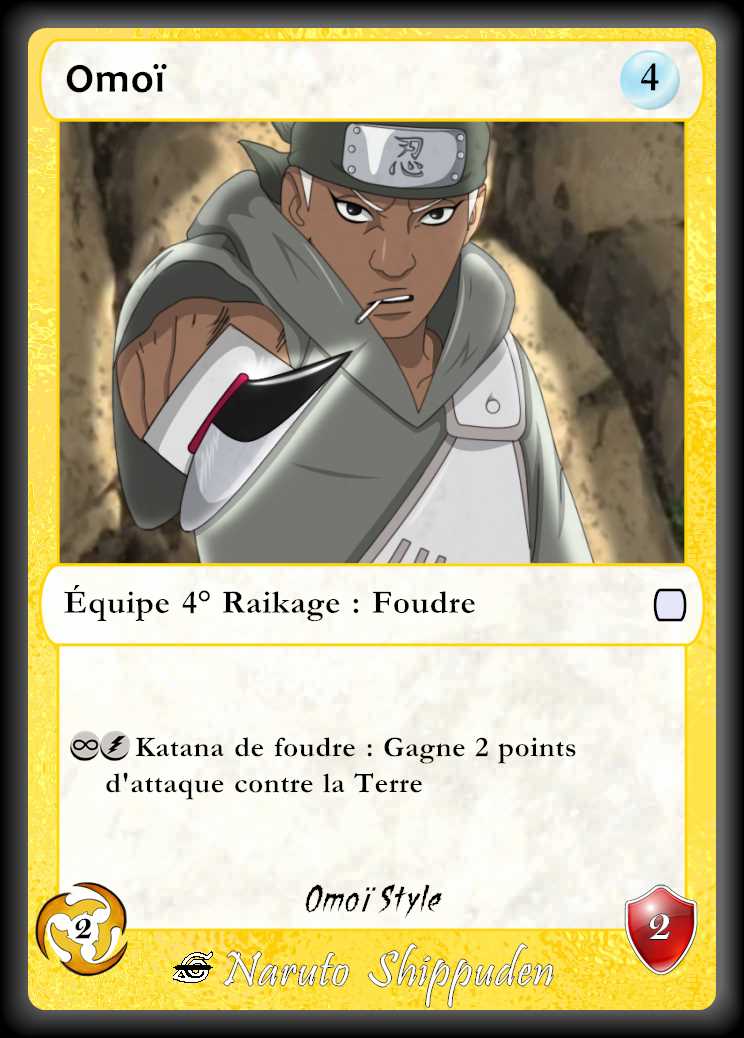 Omoï
4
忍
Équipe 4° Raikage : Foudre
Katana de foudre : Gagne 2 points
d'attaque contre la Terre
Omoï Style
2
2
Naruto Shippuden